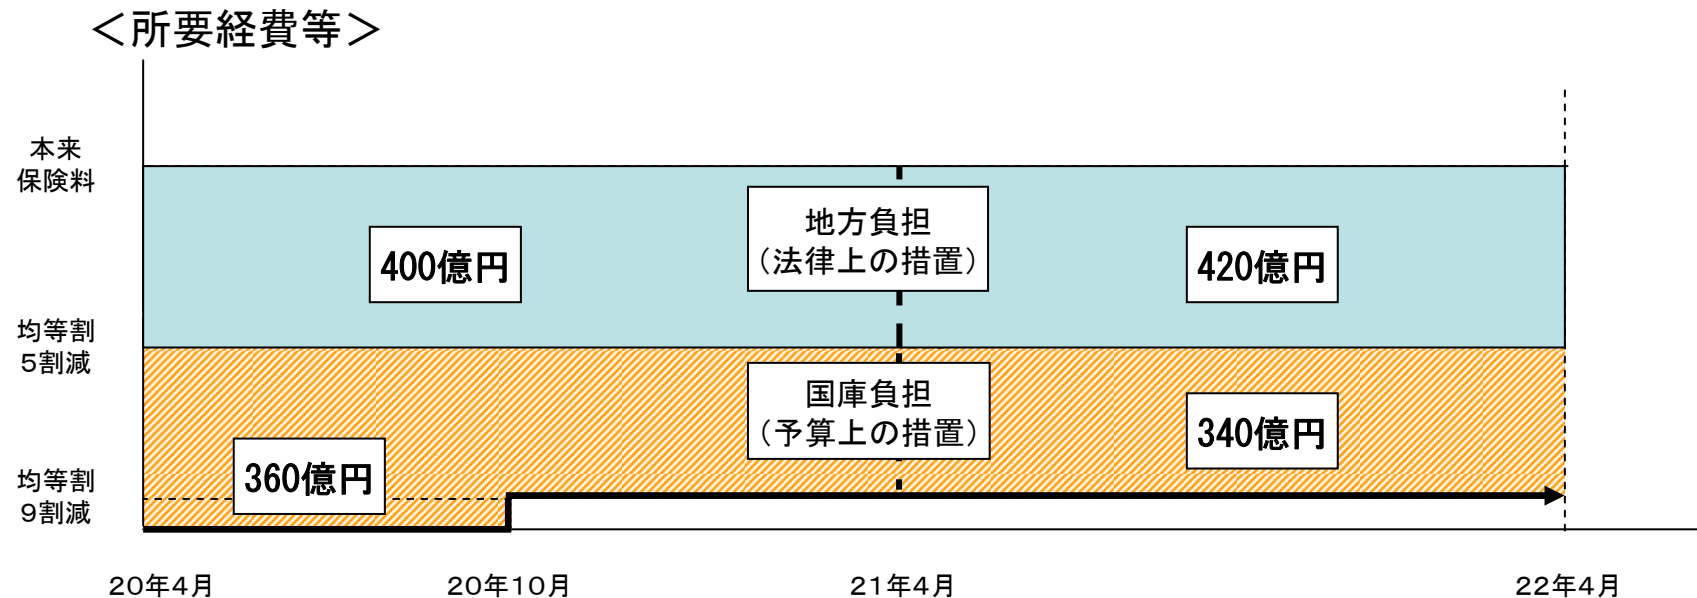 ＜所要経費等＞
本来
保険料
地方負担
（法律上の措置）
400億円
420億円
均等割
５割減
国庫負担
（予算上の措置）
340億円
360億円
均等割
９割減
２０年４月
２０年１０月
２１年４月
２２年４月